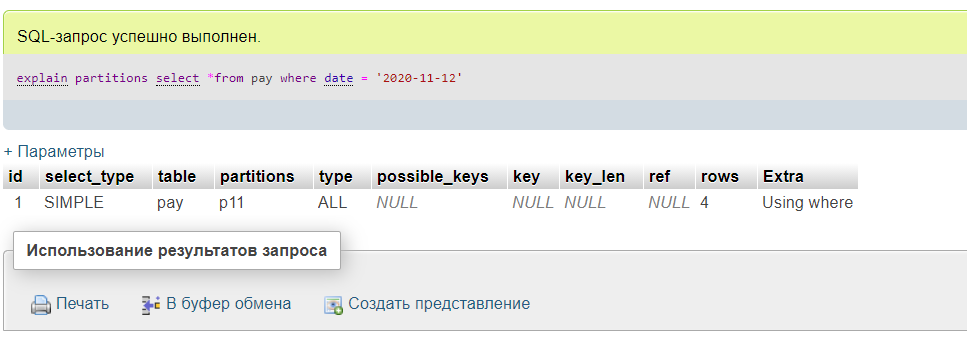 SQL-запрос успешно выполнен.
explain partitions select *from pay where date = '2020-11-12'
+ Параметры
id select_type table partitions type possible_keys key key_len ref rows Extra
1 SIMPLE pay p11 ALL NULL NULL NULL NULL 4 Using where
Использование результатов запроса
Печать В буфер обмена Создать представление